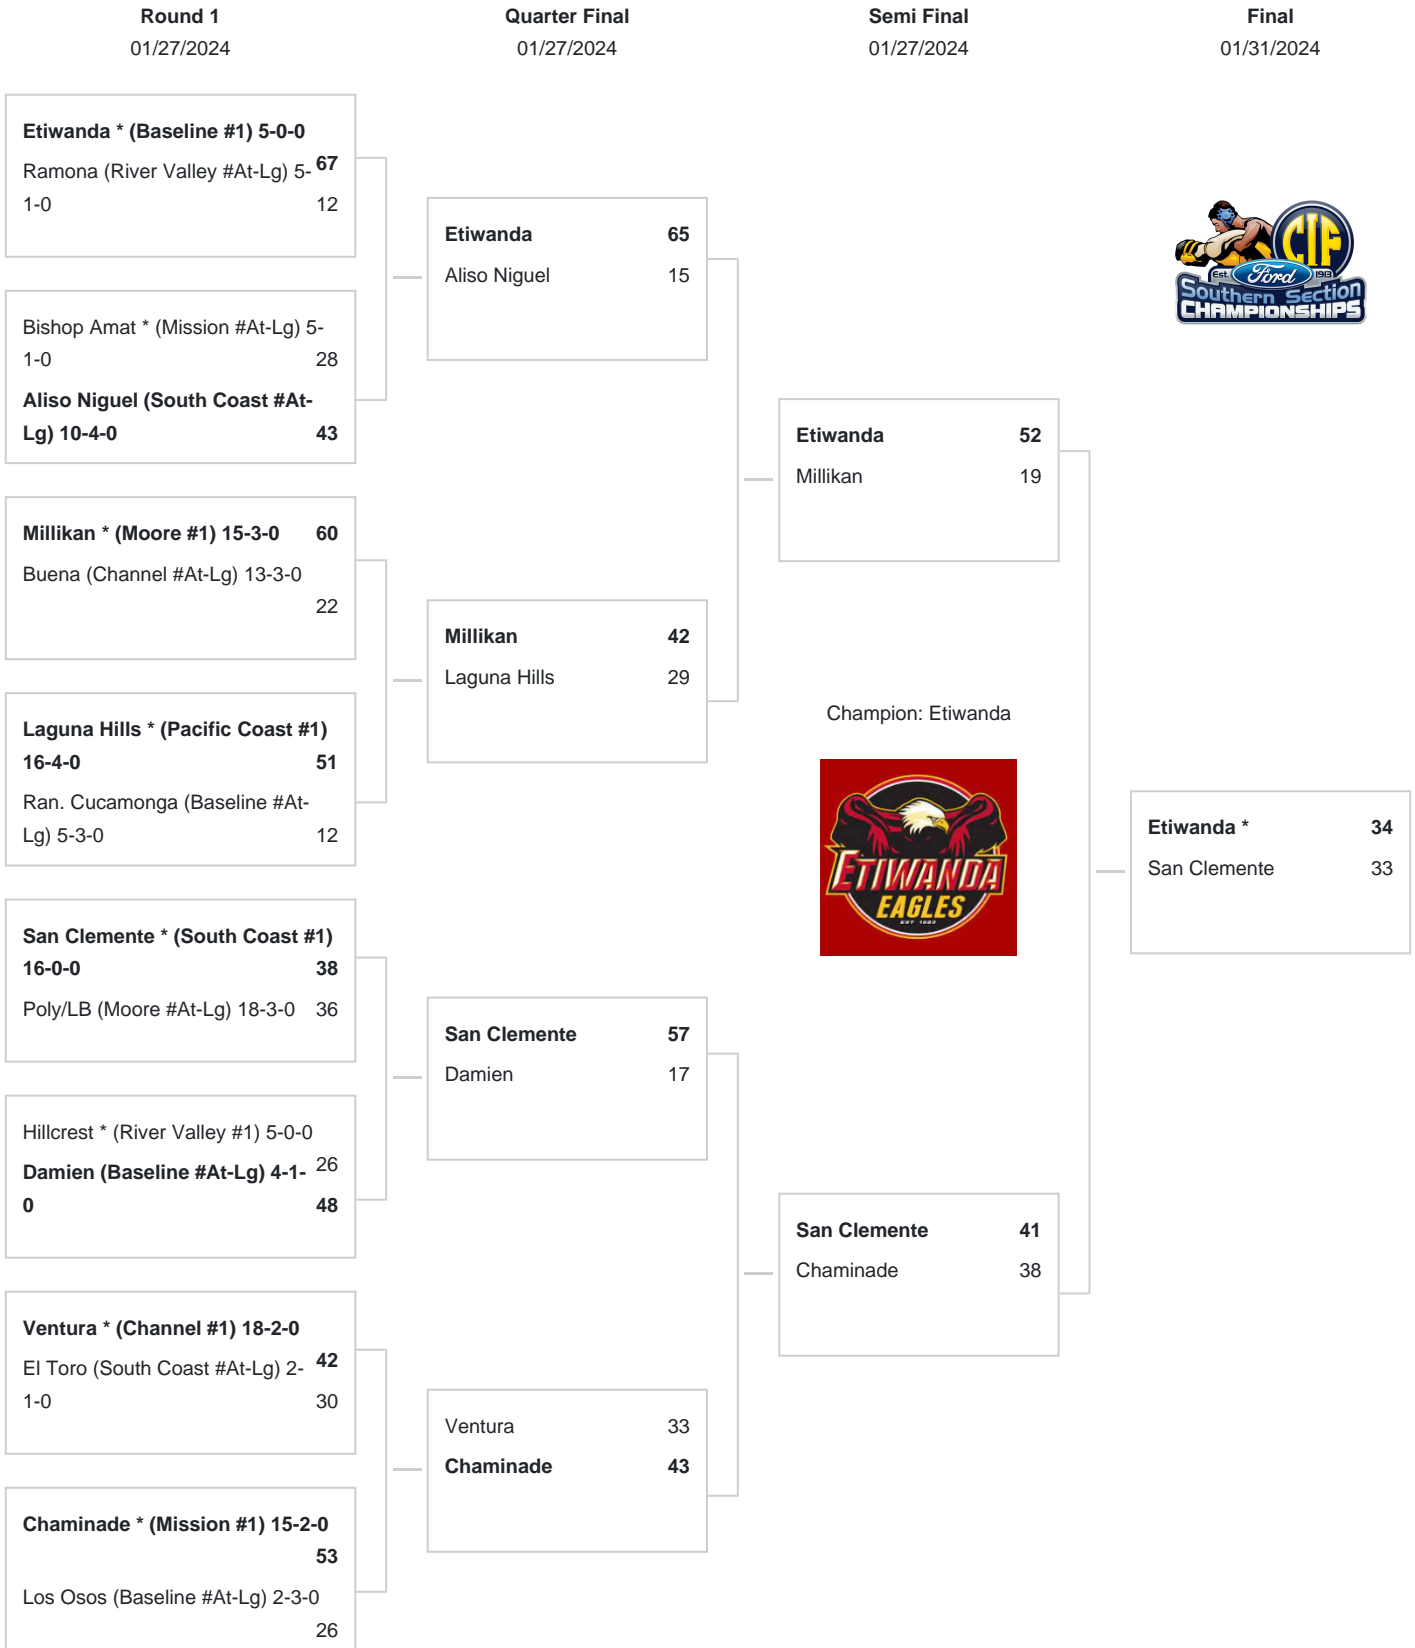 Round 1
01/27/2024
Quarter Final
01/27/2024
Semi Final
01/27/2024
Final
01/31/2024
Etiwanda * (Baseline #1) 5-0-0
67
Ramona (River Valley #At-Lg) 5-
1-0 12
Bishop Amat * (Mission #At-Lg) 5-
1-0 28
Aliso Niguel (South Coast #At-
Lg) 10-4-0 43
Millikan * (Moore #1) 15-3-0 60
Buena (Channel #At-Lg) 13-3-0
22
Laguna Hills * (Pacific Coast #1)
16-4-0 51
Ran. Cucamonga (Baseline #At-
Lg) 5-3-0 12
San Clemente * (South Coast #1)
16-0-0 38
Poly/LB (Moore #At-Lg) 18-3-0 36
Hillcrest * (River Valley #1) 5-0-0
26
Damien (Baseline #At-Lg) 4-1-
0 48
Ventura * (Channel #1) 18-2-0
42
El Toro (South Coast #At-Lg) 2-
1-0 30
Chaminade * (Mission #1) 15-2-0
53
Los Osos (Baseline #At-Lg) 2-3-0
26
Etiwanda 65
Aliso Niguel 15
Millikan 42
Laguna Hills 29
San Clemente 57
Damien 17
Ventura 33
Chaminade 43
Etiwanda 52
Millikan 19
Champion: Etiwanda
ETIWANDA
EAGLES
EST 1883
San Clemente 41
Chaminade 38
CIF
Est. Ford 1913
Southern Section
CHAMPIONSHIPS
Etiwanda * 34
San Clemente 33